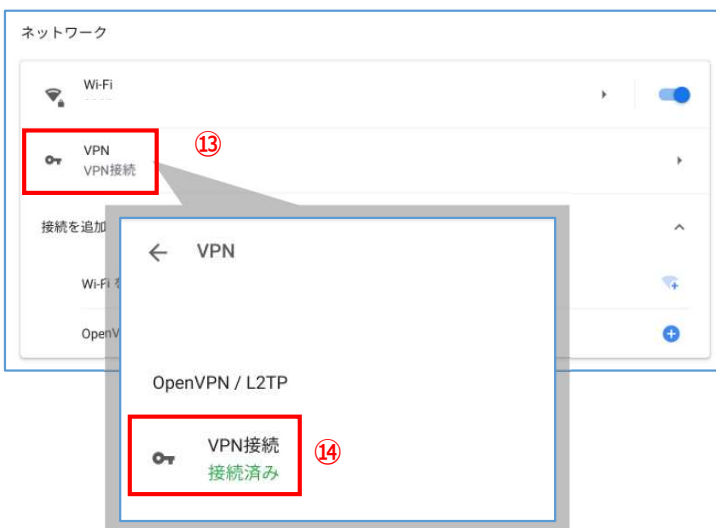 ネットワーク
Wi-Fi
VPN
VPN接続
⑬
接続を追加
Wi-Fi
OpenV
← VPN
OpenVPN / L2TP
VPN接続
接続済み
⑭